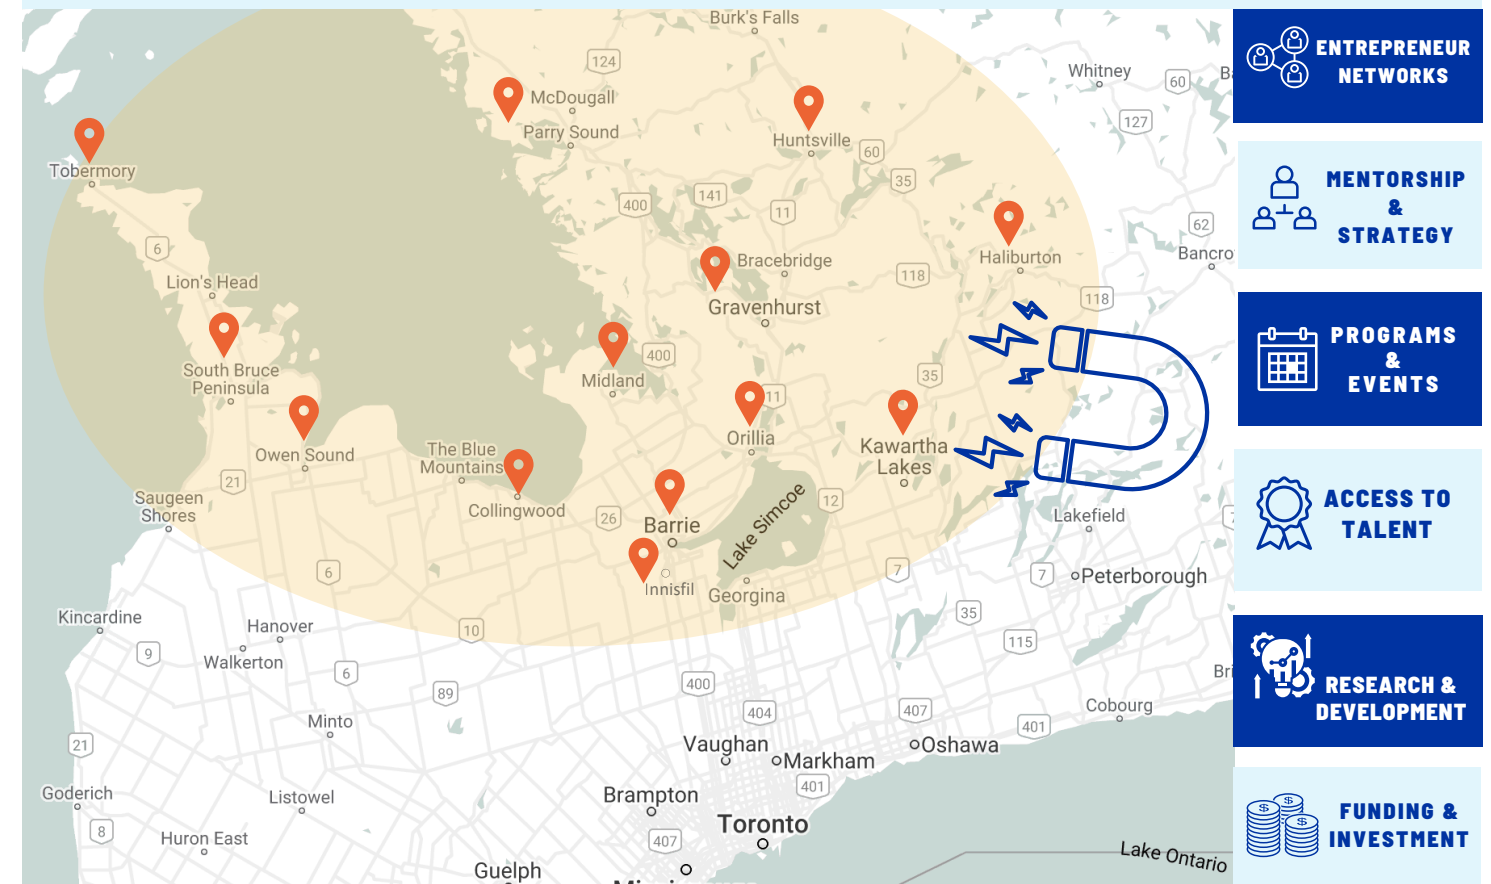 Burk's Falls
124
Whitney
60
McDougall
127
Parry Sound
Huntsville
60
Tobermory
35
141
400
11
62
6
Bracebridge
Haliburton
Bancro
118
Lion's Head
118
Gravenhurst
400
South Bruce
Peninsula
Midland
35
11
Orillia
Kawartha
Lakes
Owen Sound
The Blue
Mountains
21
Saugeen
Shores
Collingwood
26
Barrie
Lake Simcoe
12
Lakefield
6
7
7
Peterborough
Innisfil
Georgina
Kincardine
Hanover
10
35
9
Walkerton
6
115
Bri
400
89
404
407
Cobourg
Minto
401
21
Vaughan
Oshawa
Markham
401
Goderich
Listowel
Brampton
Toronto
8
Huron East
407
Lake Ontario
Guelph
ENTREPRENEUR
NETWORKS
MENTORSHIP
&
STRATEGY
PROGRAMS
&
EVENTS
ACCESS TO
TALENT
RESEARCH &
DEVELOPMENT
$
$
$
FUNDING &
INVESTMENT